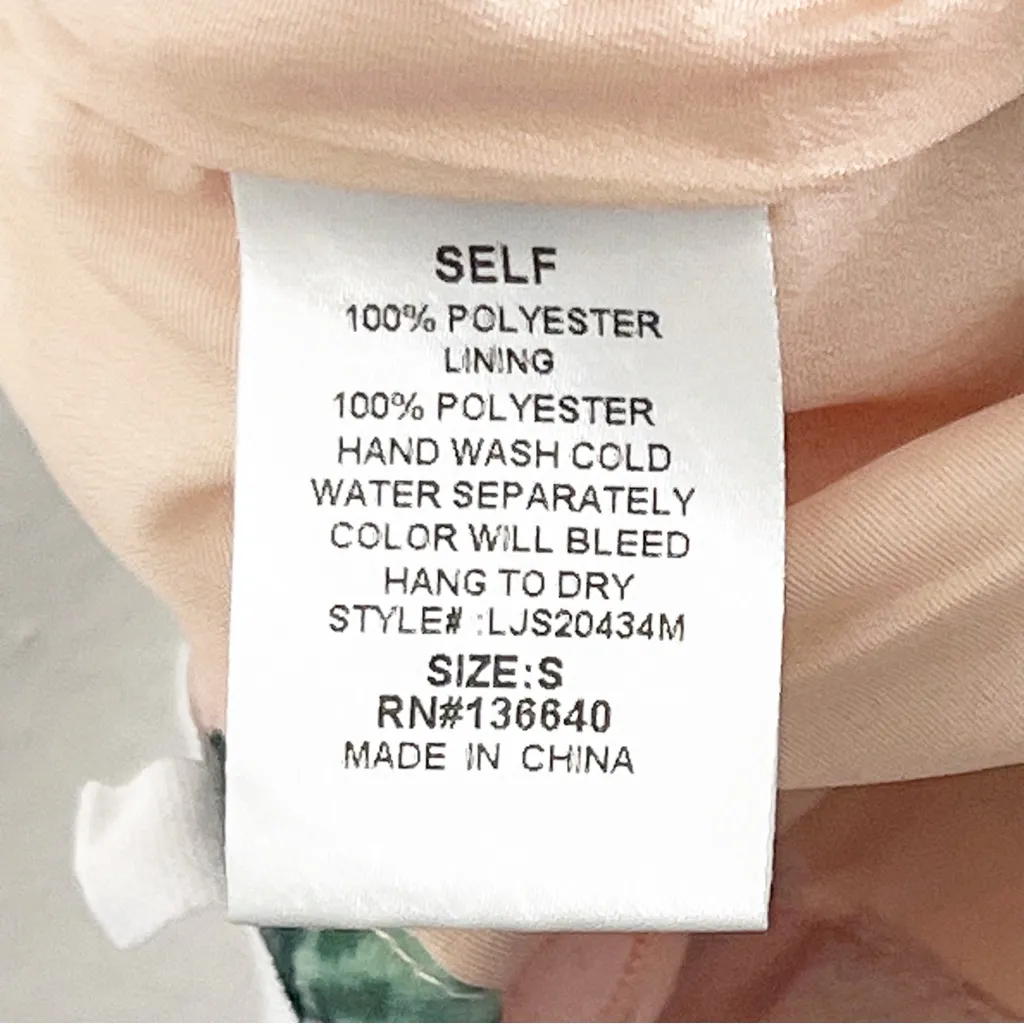 SELF
100% POLYESTER
LINING
100% POLYESTER
HAND WASH COLD
WATER SEPARATELY
COLOR WILL BLEED
HANG TO DRY
STYLE# :LJS20434M
SIZE:S
RN#136640
MADE IN CHINA